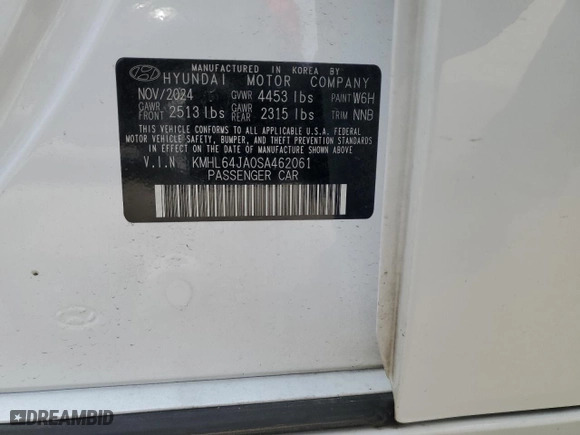 MANUFACTURED IN KOREA BY
HYUNDAI MOTOR COMPANY
NOV/2024 GVWR 4453 lbs PAINT W6H
GAWR FRONT 2513 lbs GAWR REAR 2315 lbs TRIM NNB
THIS VEHICLE CONFORMS TO ALL APPLICABLE U.S.A. FEDERAL
MOTOR VEHICLE SAFETY, BUMPER, AND THEFT PREVENTION
STANDARDS IN EFFECT ON THE DATE OF MANUFACTURE
SHOWN ABOVE.
V.I.N : KMHL64JA0SA462061
PASSENGER CAR
DREAMBID